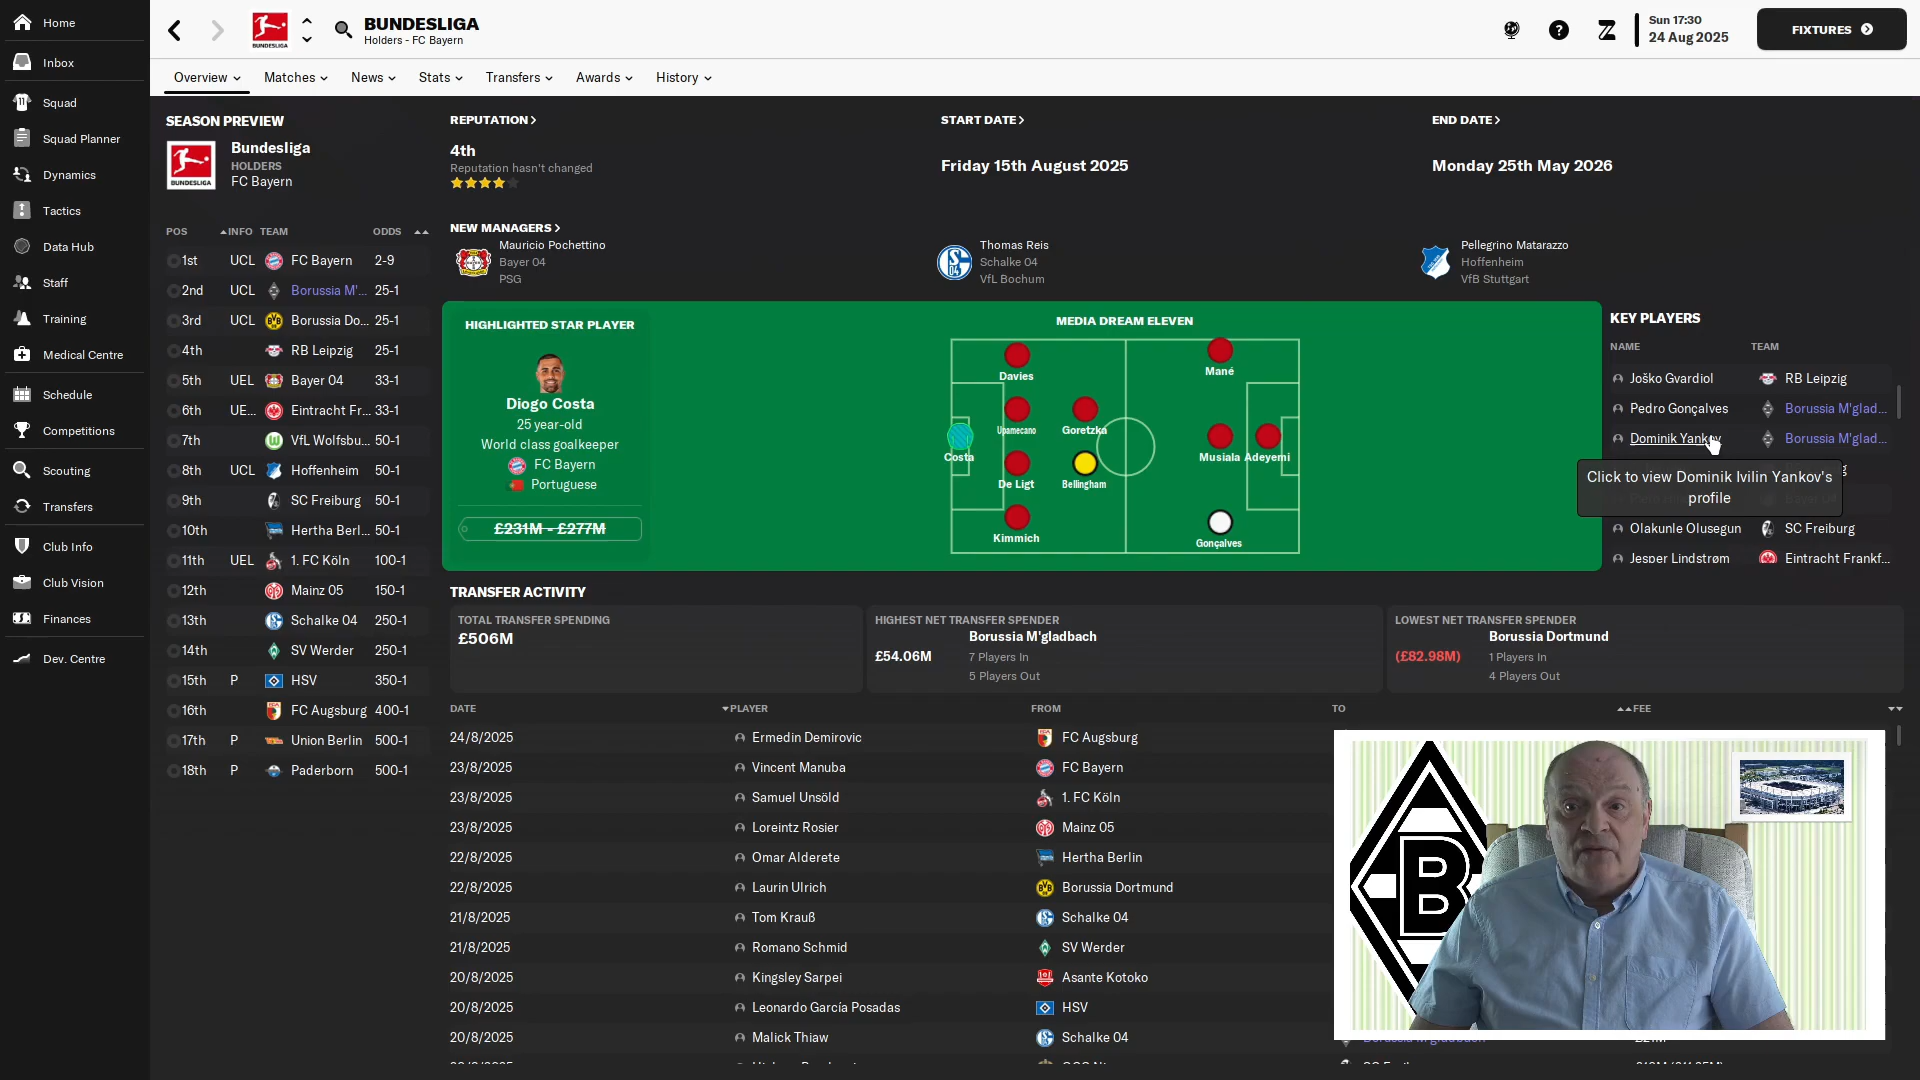 Home
Inbox
Squad
Squad Planner
Dynamics
Tactics
Data Hub
Staff
Training
Medical Centre
Schedule
Competitions
Scouting
Transfers
Club Info
Club Vision
Finances
Dev. Centre
BUNDESLIGA
BUNDESLIGA
Holders - FC Bayern
Sun 17:30
24 Aug 2025
FIXTURES
Overview Matches News Stats Transfers Awards History
SEASON PREVIEW
BUNDESLIGA
Bundesliga
HOLDERS
FC Bayern
POS INFO TEAM ODDS
1st UCL FC Bayern 2-9
2nd UCL Borussia M'... 25-1
3rd UCL Borussia Do... 25-1
4th RB Leipzig 25-1
5th UEL Bayer 04 33-1
6th UE... Eintracht Fr... 33-1
7th VfL Wolfsbu... 50-1
8th UCL Hoffenheim 50-1
9th SC Freiburg 50-1
10th Hertha Berl... 50-1
11th UEL 1. FC Köln 100-1
12th Mainz 05 150-1
13th Schalke 04 250-1
14th SV Werder 250-1
15th P HSV 350-1
16th FC Augsburg 400-1
17th P Union Berlin 500-1
18th P Paderborn 500-1
REPUTATION
4th
Reputation hasn't changed
START DATE
Friday 15th August 2025
END DATE
Monday 25th May 2026
NEW MANAGERS
Mauricio Pochettino
Bayer 04
PSG
Thomas Reis
Schalke 04
VfL Bochum
Pellegrino Matarazzo
Hoffenheim
VfB Stuttgart
HIGHLIGHTED STAR PLAYER
Diogo Costa
25 year-old
World class goalkeeper
FC Bayern
Portuguese
£231M - £277M
MEDIA DREAM ELEVEN
Davies
Mané
Upamecano
Goretzka
Costa
Musiala Adeyemi
De Ligt
Bellingham
Kimmich
Gonçalves
KEY PLAYERS
NAME TEAM
Joško Gvardiol RB Leipzig
Pedro Gonçalves Borussia M'glad...
Dominik Yankov Borussia M'glad...
Click to view Dominik Ivilin Yankov's
profile
Olakunle Olusegun SC Freiburg
Jesper Lindstrøm Eintracht Frankf...
TRANSFER ACTIVITY
TOTAL TRANSFER SPENDING
£506M
HIGHEST NET TRANSFER SPENDER
Borussia M'gladbach
£54.06M
7 Players In
5 Players Out
LOWEST NET TRANSFER SPENDER
Borussia Dortmund
(£82.98M)
1 Players In
4 Players Out
DATE PLAYER FROM TO FEE
24/8/2025 Ermedin Demirovic FC Augsburg
23/8/2025 Vincent Manuba FC Bayern
23/8/2025 Samuel Unsöld 1. FC Köln
23/8/2025 Loreintz Rosier Mainz 05
22/8/2025 Omar Alderete Hertha Berlin
22/8/2025 Laurin Ulrich Borussia Dortmund
21/8/2025 Tom Krauß Schalke 04
21/8/2025 Romano Schmid SV Werder
20/8/2025 Kingsley Sarpei Asante Kotoko
20/8/2025 Leonardo García Posadas HSV
20/8/2025 Malick Thiaw Schalke 04
B